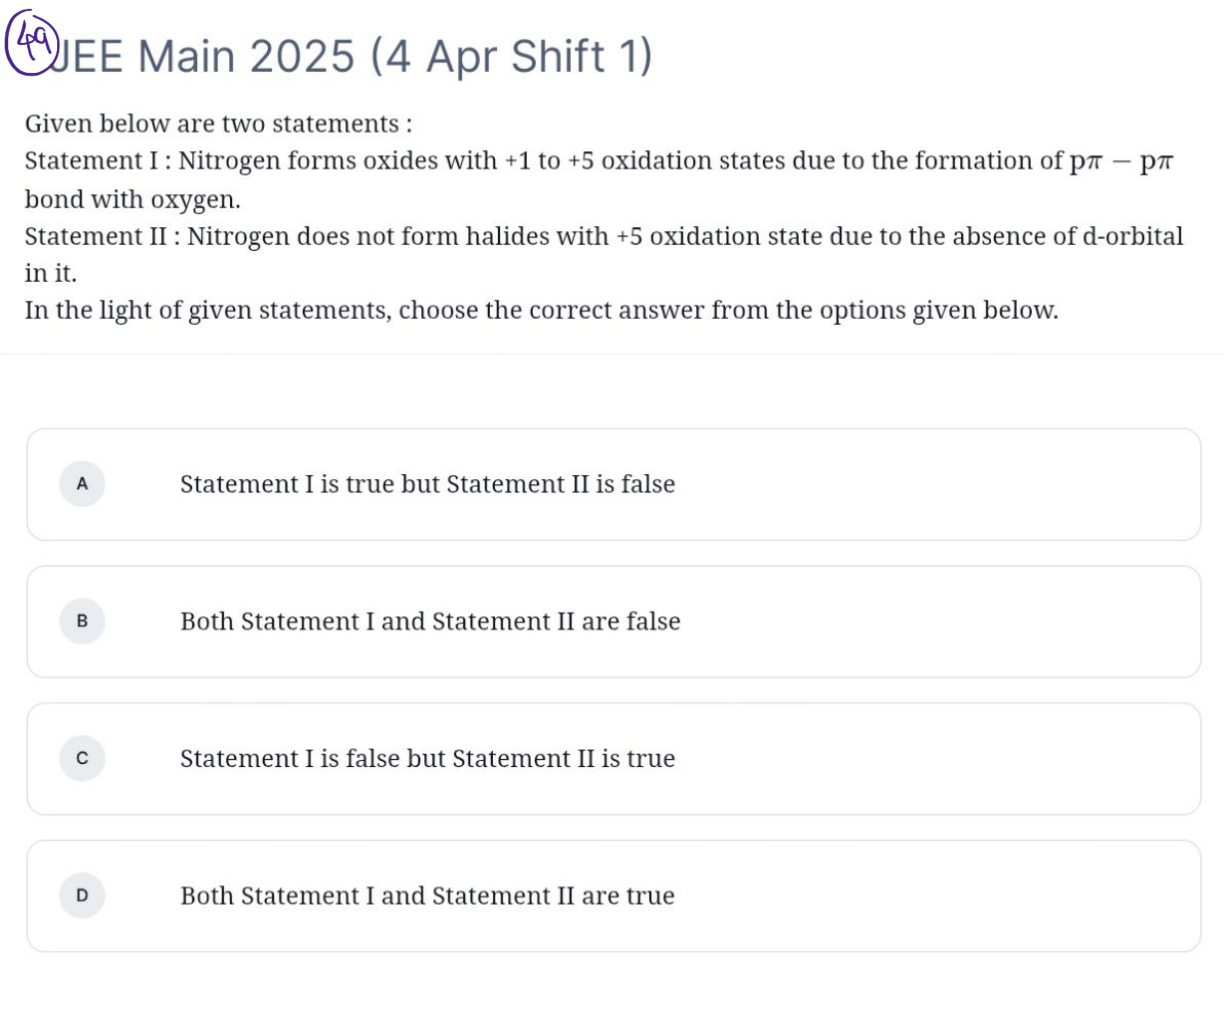 49
JEE Main 2025 (4 Apr Shift 1)
Given below are two statements :
Statement I : Nitrogen forms oxides with +1 to +5 oxidation states due to the formation of pπ − pπ
bond with oxygen.
Statement II : Nitrogen does not form halides with +5 oxidation state due to the absence of d-orbital
in it.
In the light of given statements, choose the correct answer from the options given below.
A Statement I is true but Statement II is false
B Both Statement I and Statement II are false
C Statement I is false but Statement II is true
D Both Statement I and Statement II are true